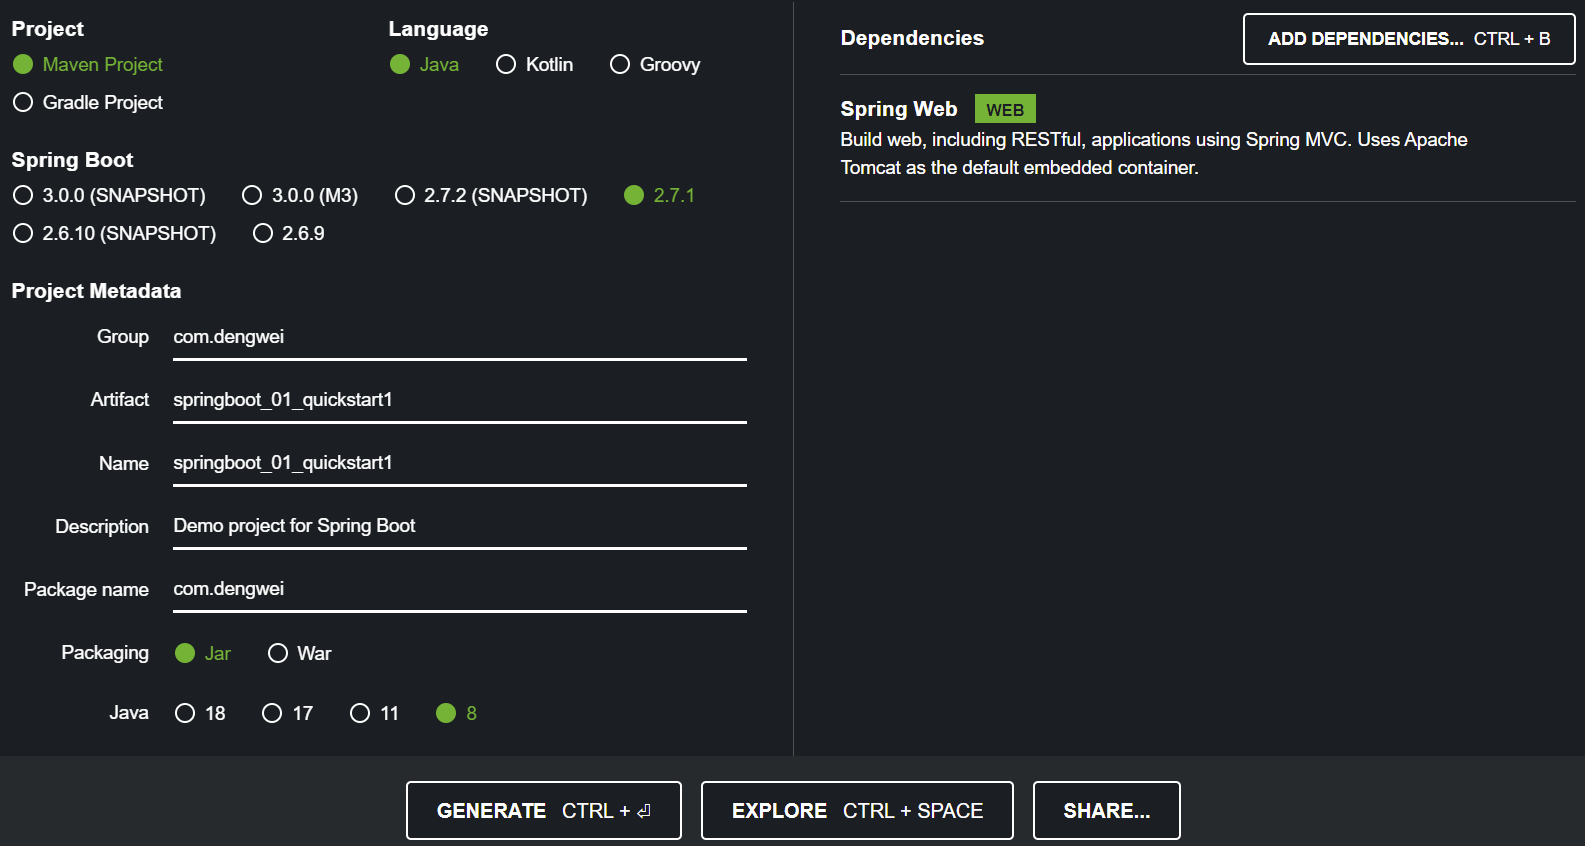 Project
Maven Project
Gradle Project
Language
Java Kotlin Groovy
Spring Boot
3.0.0 (SNAPSHOT) 3.0.0 (M3) 2.7.2 (SNAPSHOT) 2.7.1
2.6.10 (SNAPSHOT) 2.6.9
Project Metadata
Group com.dengwei
Artifact springboot_01_quickstart1
Name springboot_01_quickstart1
Description Demo project for Spring Boot
Package name com.dengwei
Packaging Jar War
Java 18 17 11 8
Dependencies
ADD DEPENDENCIES... CTRL + B
Spring Web WEB
Build web, including RESTful, applications using Spring MVC. Uses Apache
Tomcat as the default embedded container.
GENERATE CTRL + ⏎
EXPLORE CTRL + SPACE
SHARE...